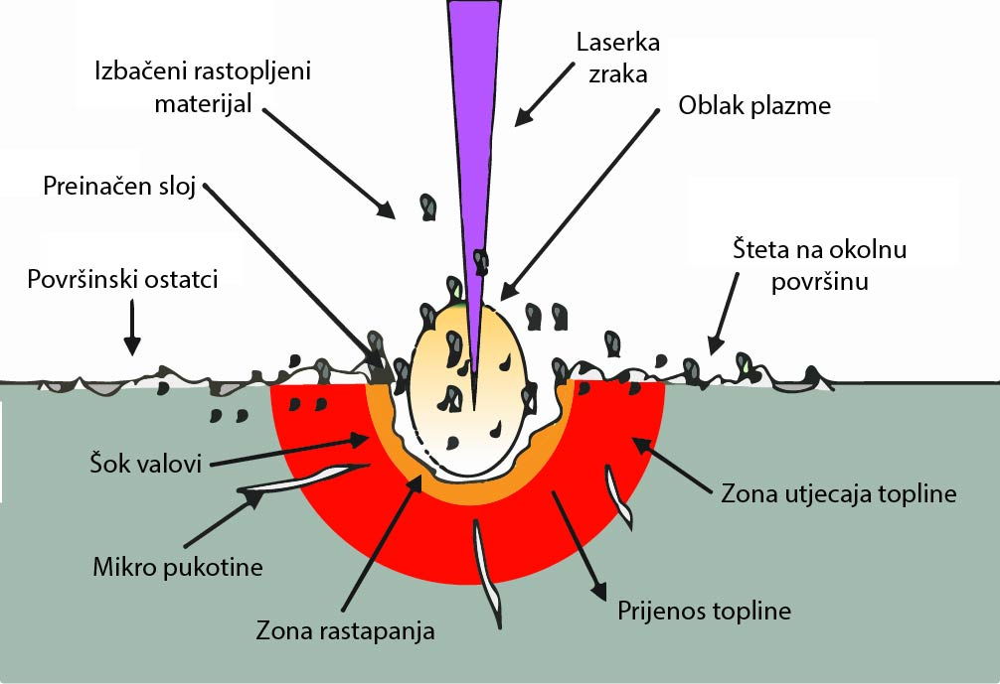 Laserka
zraka
Izbačeni rastopljeni
materijal
Oblak plazme
Preinačen sloj
Šteta na okolnu
površinu
Površinski ostatci
Šok valovi
Zona utjecaja topline
Mikro pukotine
Prijenos topline
Zona rastapanja